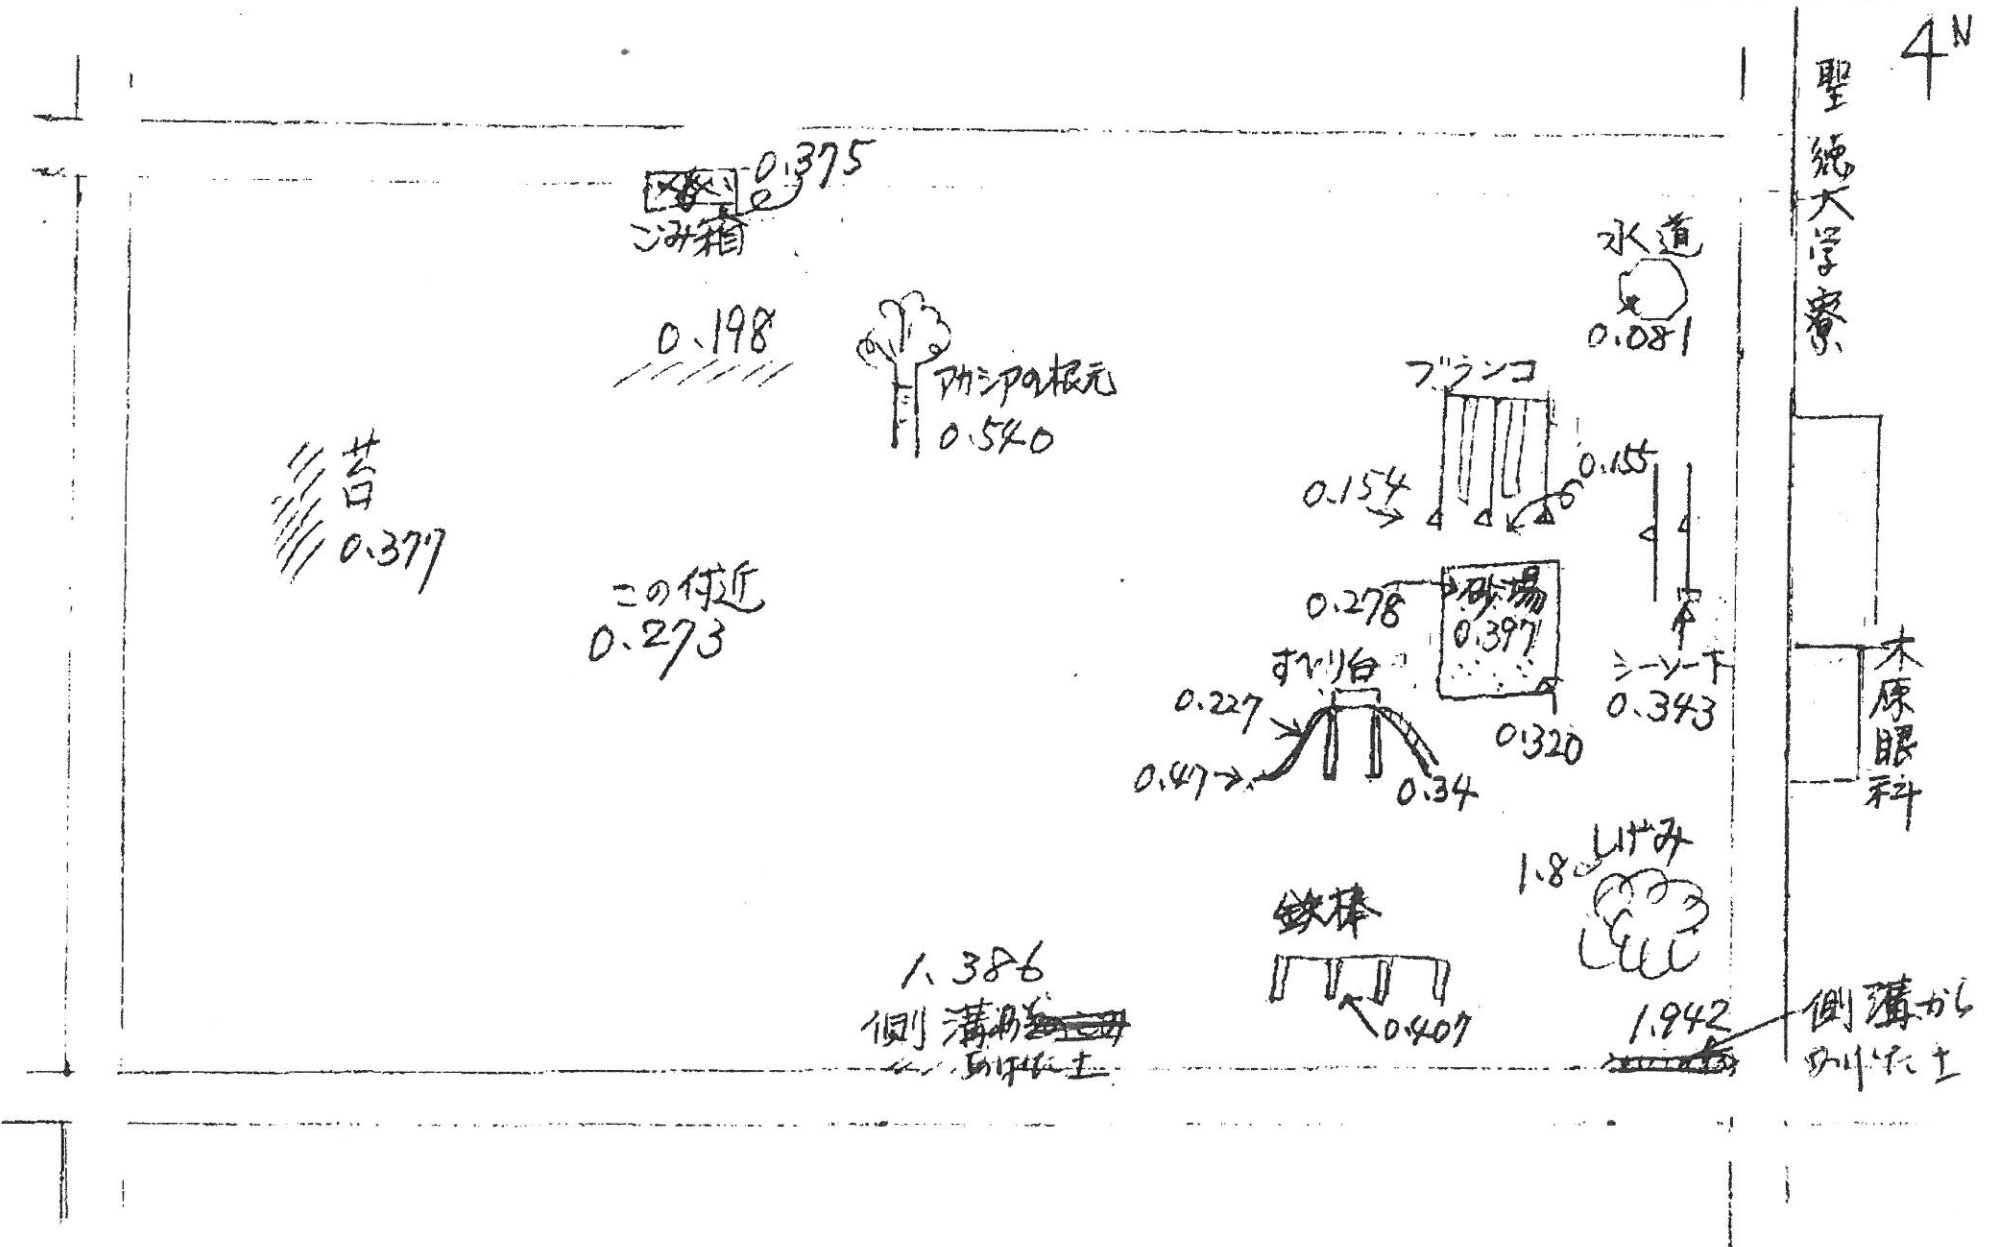 N
聖徳大学寮
0.375
ごみ箱
水道
0.081
0.198
アカシアの根元
0.540
ブランコ
0.154
0.155
苔
0.377
この付近
0.273
0.278
砂場
0.397
0.320
シーソー下
0.343
すべり台
0.227
0.47
0.34
木原眼科
しげみ
1.80
鉄棒
0.407
1.386
側溝
あげた土
1.942
側溝から
あげた土